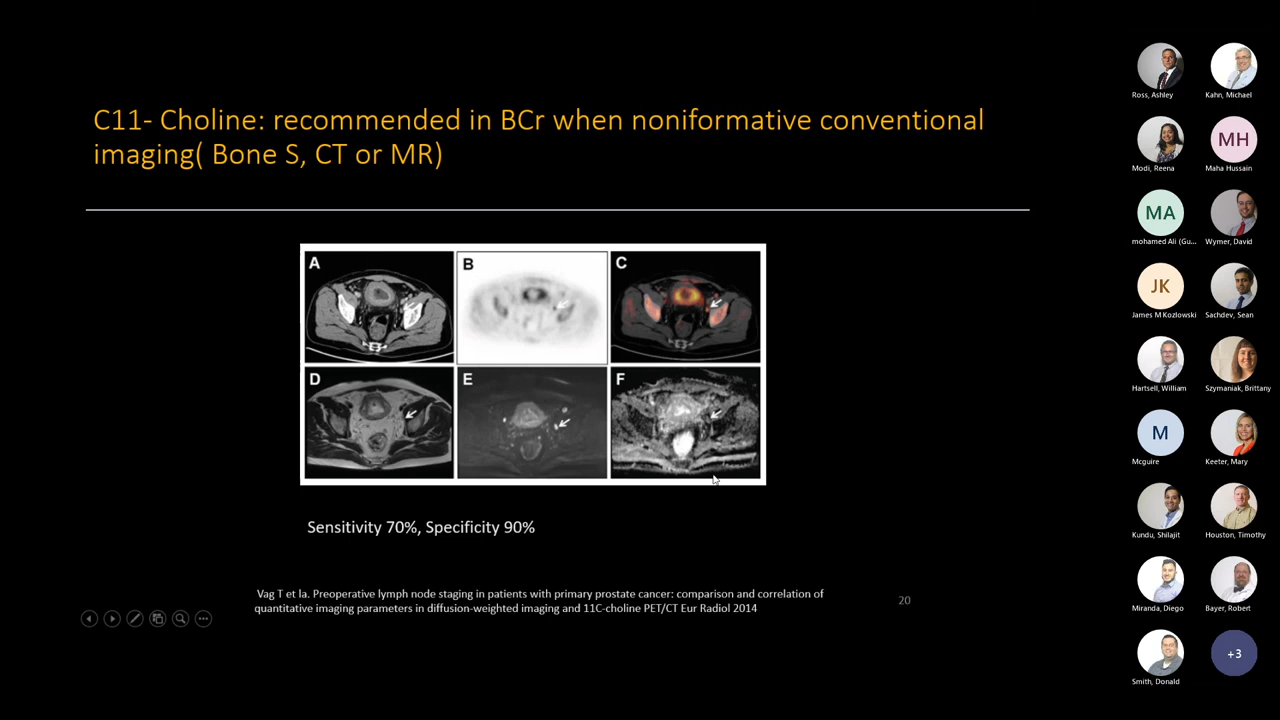 C11- Choline: recommended in BCr when noniformative conventional
imaging( Bone S, CT or MR)
A
B
C
D
E
F
Sensitivity 70%, Specificity 90%
Vag T et la. Preoperative lymph node staging in patients with primary prostate cancer: comparison and correlation of
quantitative imaging parameters in diffusion-weighted imaging and 11C-choline PET/CT Eur Radiol 2014
20
Ross, Ashley
Kahn, Michael
MH
Modi, Reena
Maha Hussain
MA
mohamed Ali (Gu...
Wymer, David
JK
James M Kozlowski
Sachdev, Sean
Hartsell, William
Szymaniak, Brittany
M
Mcguire
Keeter, Mary
Kundu, Shilajit
Houston, Timothy
Miranda, Diego
Bayer, Robert
+3
Smith, Donald